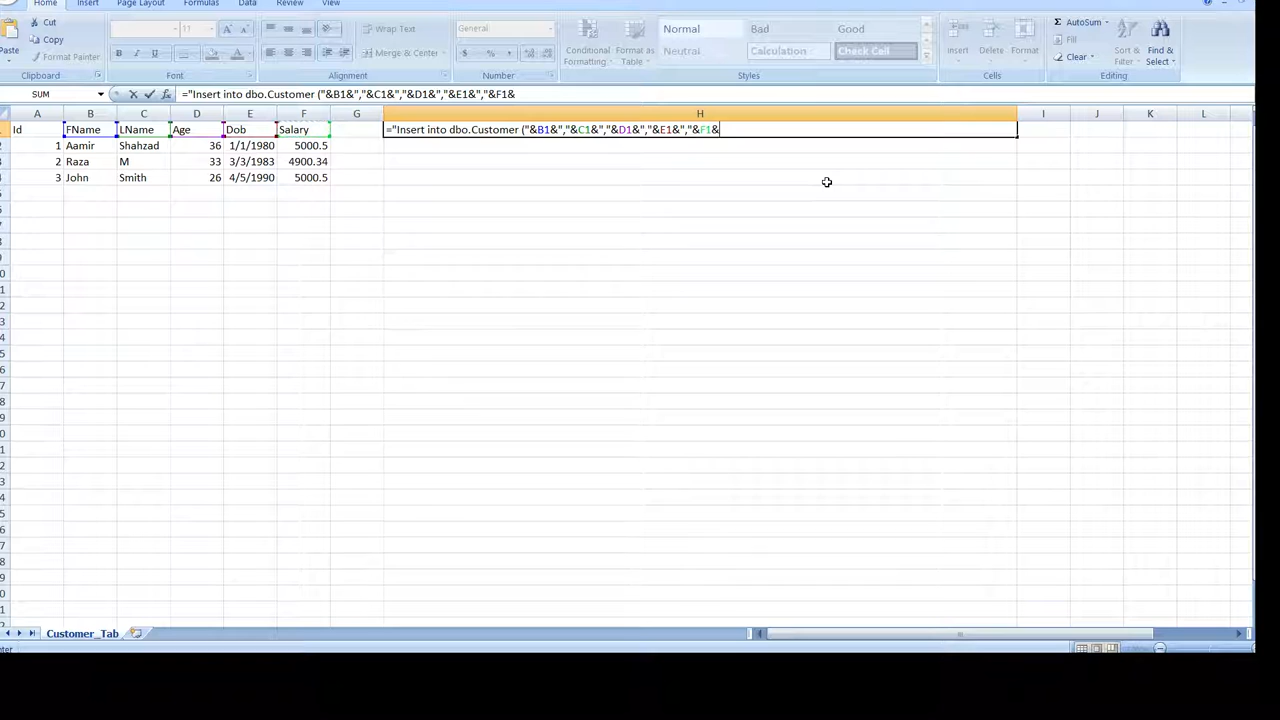 Home Insert Page Layout Formulas Data Review View
Cut
Copy
Format Painter
Paste
Clipboard
11
Font
Wrap Text
Merge & Center
Alignment
General
$ % ,
Number
Conditional Formatting
Format as Table
Normal Bad Good
Neutral Calculation Check Cell
Styles
Insert Delete Format
Cells
Σ AutoSum
Fill
Clear
Sort & Filter
Find & Select
Editing
SUM ="Insert into dbo.Customer ("&B1&","&C1&","&D1&","&E1&","&F1&
A B C D E F G H I J K L
Id FName LName Age Dob Salary ="Insert into dbo.Customer ("&B1&","&C1&","&D1&","&E1&","&F1&
1 Aamir Shahzad 36 1/1/1980 5000.5
2 Raza M 33 3/3/1983 4900.34
3 John Smith 26 4/5/1990 5000.5
Customer_Tab